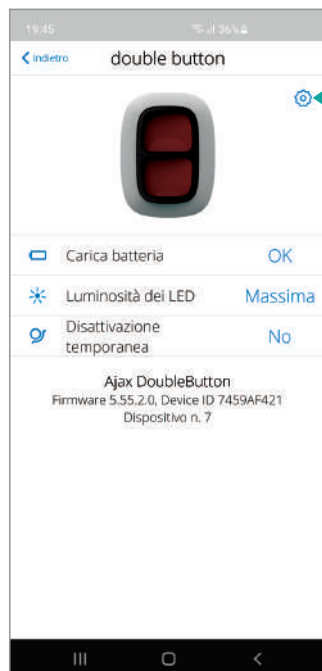 19:45
36%
Indietro
double button
Carica batteria
OK
Luminosità dei LED
Massima
Disattivazione
temporanea
No
Ajax DoubleButton
Firmware 5.55.2.0, Device ID 7459AF421
Dispositivo n. 7